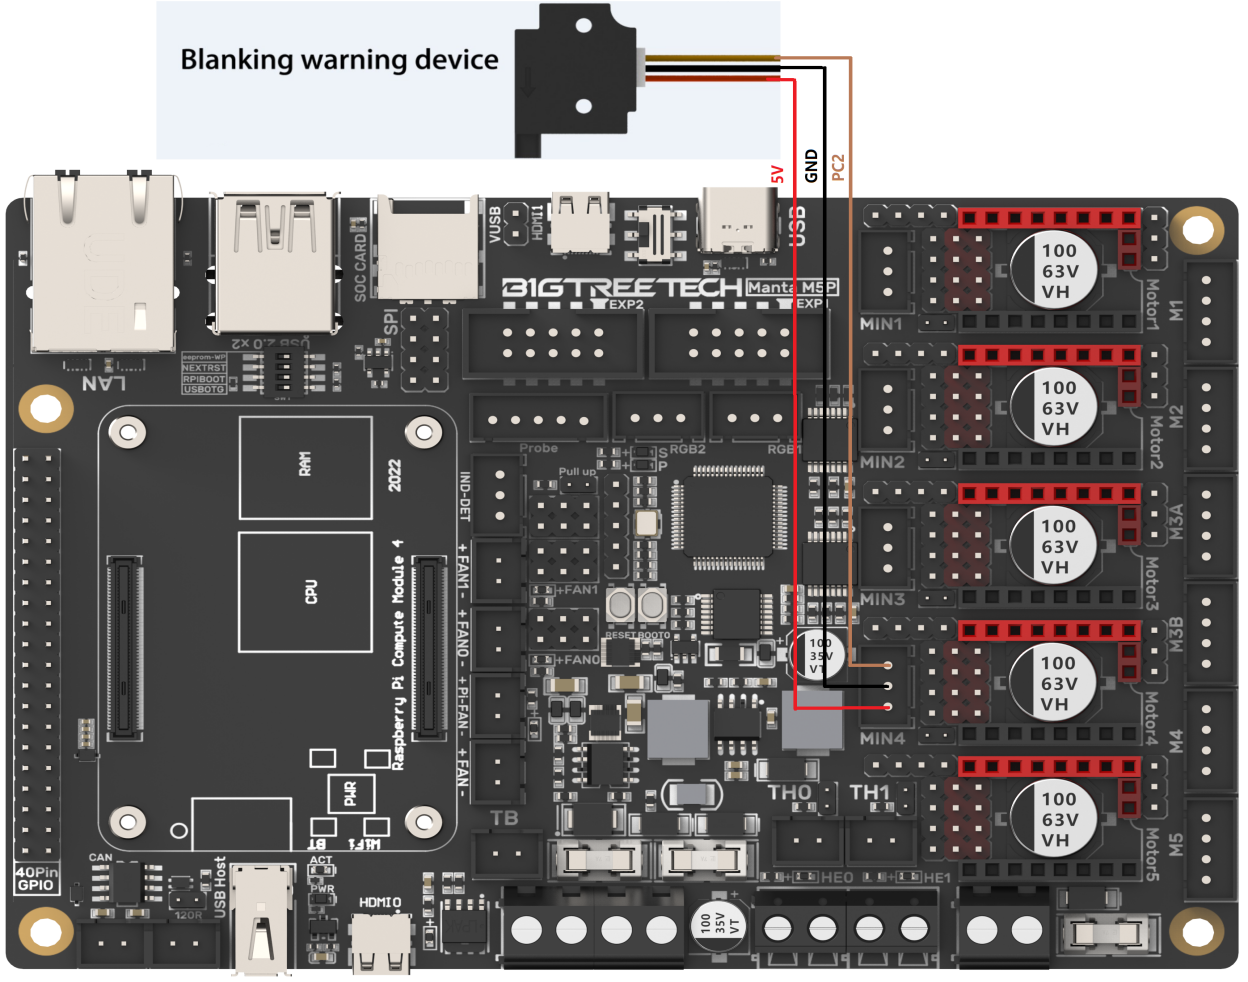 Blanking warning device
5V
GND
PC2
VUSB
HDMI1
USB
SOC CARD
BIGTREETECH
Manta M5P
EXP2
EXP1
SPI
LAN
USB 2.0 x2
eeprom-WP
NEXTRST
RPIBOOT
USBOTG
MIN1
100
63V
VH
Motor1
M1
MIN2
100
63V
VH
Motor2
M2
MIN3
100
63V
VH
Motor3
M3A
MIN4
100
63V
VH
Motor4
M3B
100
63V
VH
Motor5
M4
M5
Probe
RGB2
RGB1
Pull up
+ S
+ P
IND-DET
+ FAN1 -
+ FAN0 -
+ Pi-FAN -
+ FAN -
+FAN1
+FAN0
RESET
BOOT0
100
35V
VT
RAM
2022
CPU
Raspberry Pi Compute Module 4
PWR
BT
WiFi
TH0
TH1
TB
40Pin
GPIO
CAN
120R
USB Host
ACT
PWR
HDMI0
100
35V
VT
HE0
HE1